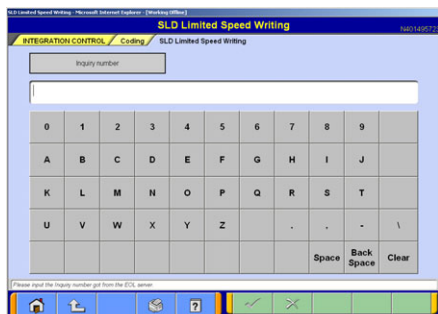 SLD Limited Speed Writing - Microsoft Internet Explorer - [Working Offline]
SLD Limited Speed Writing
N401495723
INTEGRATION CONTROL Coding SLD Limited Speed Writing
Inquiry number
0 1 2 3 4 5 6 7 8 9
A B C D E F G H I J
K L M N O P Q R S T
U V W X Y Z . , - \
Space Back Space Clear
Please input the Inquiry number got from the EOL server.
?